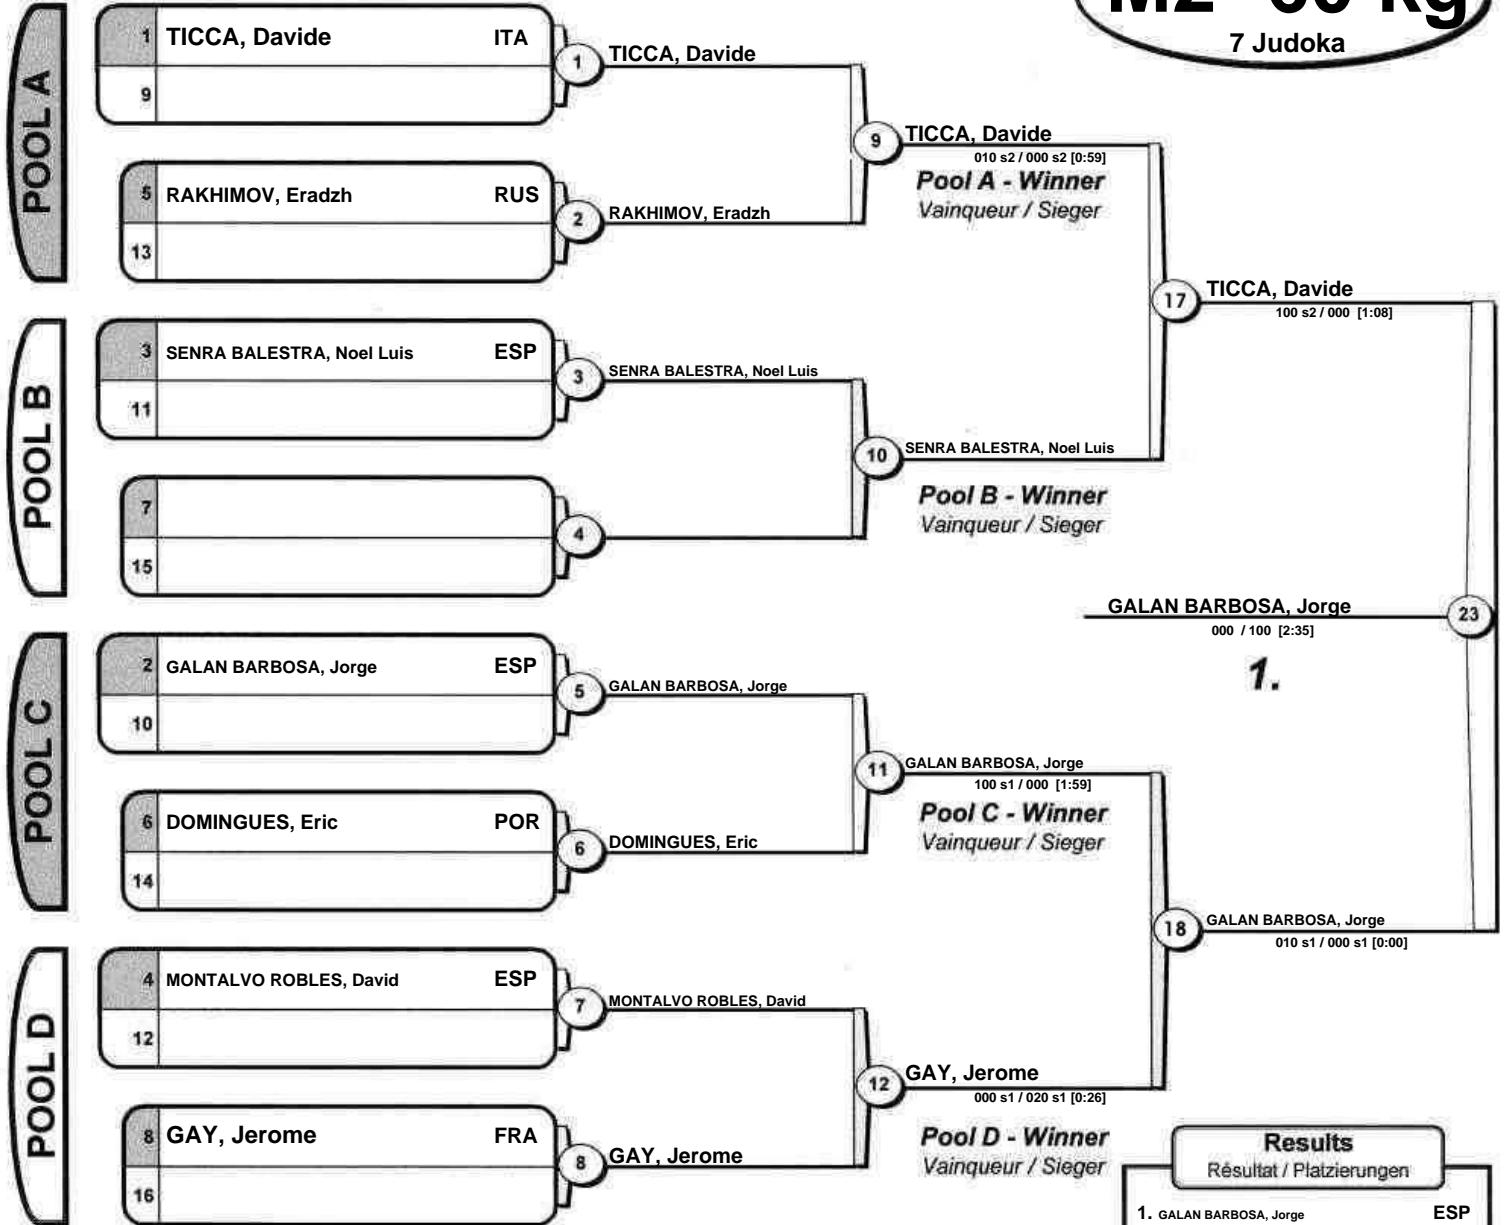 M2 -60 kg
7 Judoka
POOL A
1 TICCA, Davide ITA
9
5 RAKHIMOV, Eradzh RUS
13
1 TICCA, Davide
2 RAKHIMOV, Eradzh
9 TICCA, Davide
010 s2 / 000 s2 [0:59]
Pool A - Winner
Vainqueur / Sieger
POOL B
3 SENRA BALESTRA, Noel Luis ESP
11
7
15
3 SENRA BALESTRA, Noel Luis
4
10 SENRA BALESTRA, Noel Luis
Pool B - Winner
Vainqueur / Sieger
17 TICCA, Davide
100 s2 / 000 [1:08]
POOL C
2 GALAN BARBOSA, Jorge ESP
10
6 DOMINGUES, Eric POR
14
5 GALAN BARBOSA, Jorge
6 DOMINGUES, Eric
11 GALAN BARBOSA, Jorge
100 s1 / 000 [1:59]
Pool C - Winner
Vainqueur / Sieger
POOL D
4 MONTALVO ROBLES, David ESP
12
8 GAY, Jerome FRA
16
7 MONTALVO ROBLES, David
8 GAY, Jerome
12 GAY, Jerome
000 s1 / 020 s1 [0:26]
Pool D - Winner
Vainqueur / Sieger
18 GALAN BARBOSA, Jorge
010 s1 / 000 s1 [0:00]
GALAN BARBOSA, Jorge 23
000 / 100 [2:35]
1.
Results
Résultat / Platzierungen
1. GALAN BARBOSA, Jorge ESP